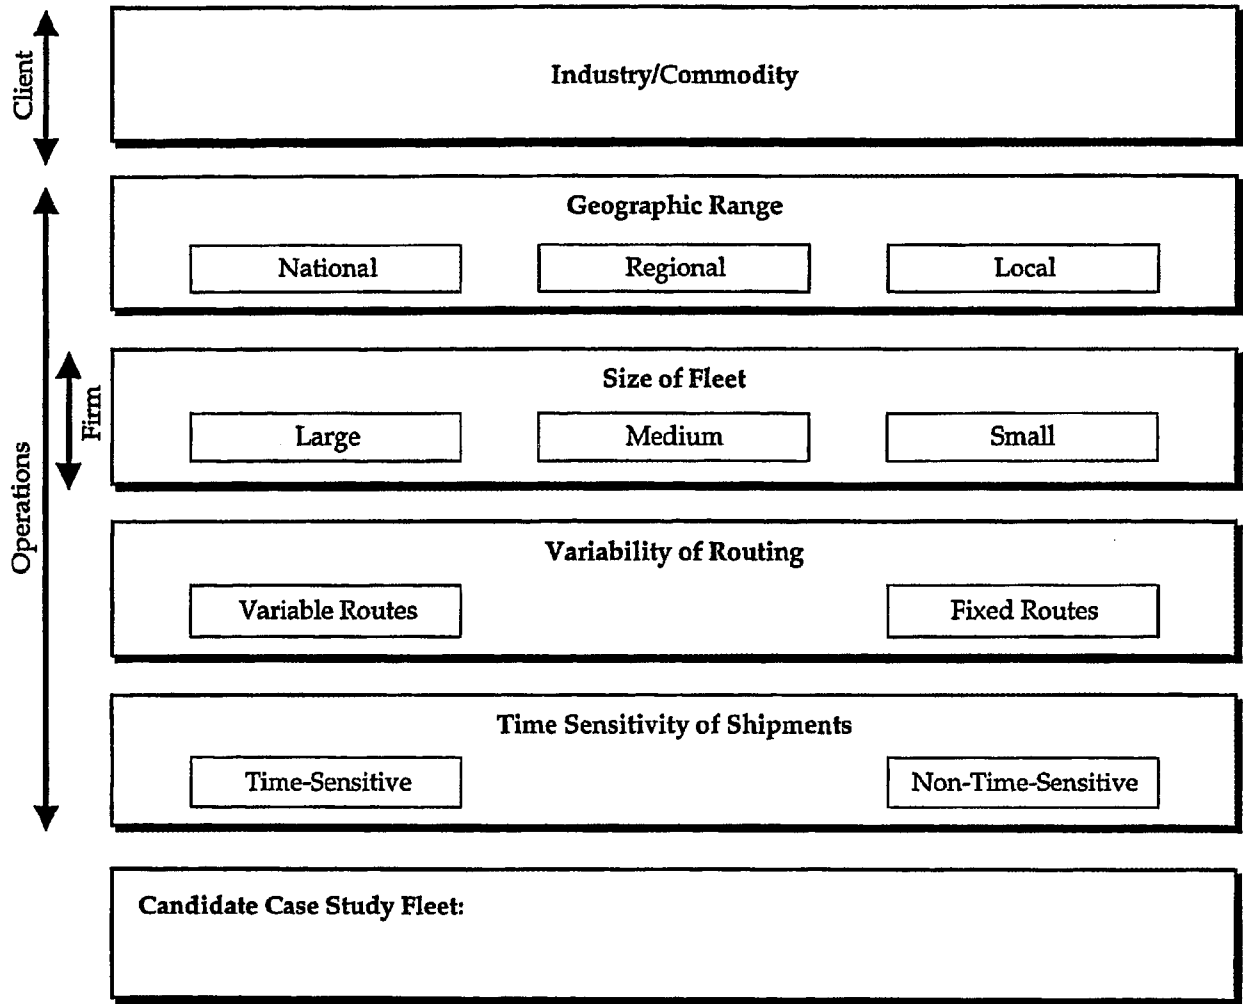 Client
Industry/Commodity
Operations
Geographic Range
National
Regional
Local
Firm
Size of Fleet
Large
Medium
Small
Variability of Routing
Variable Routes
Fixed Routes
Time Sensitivity of Shipments
Time-Sensitive
Non-Time-Sensitive
Candidate Case Study Fleet: